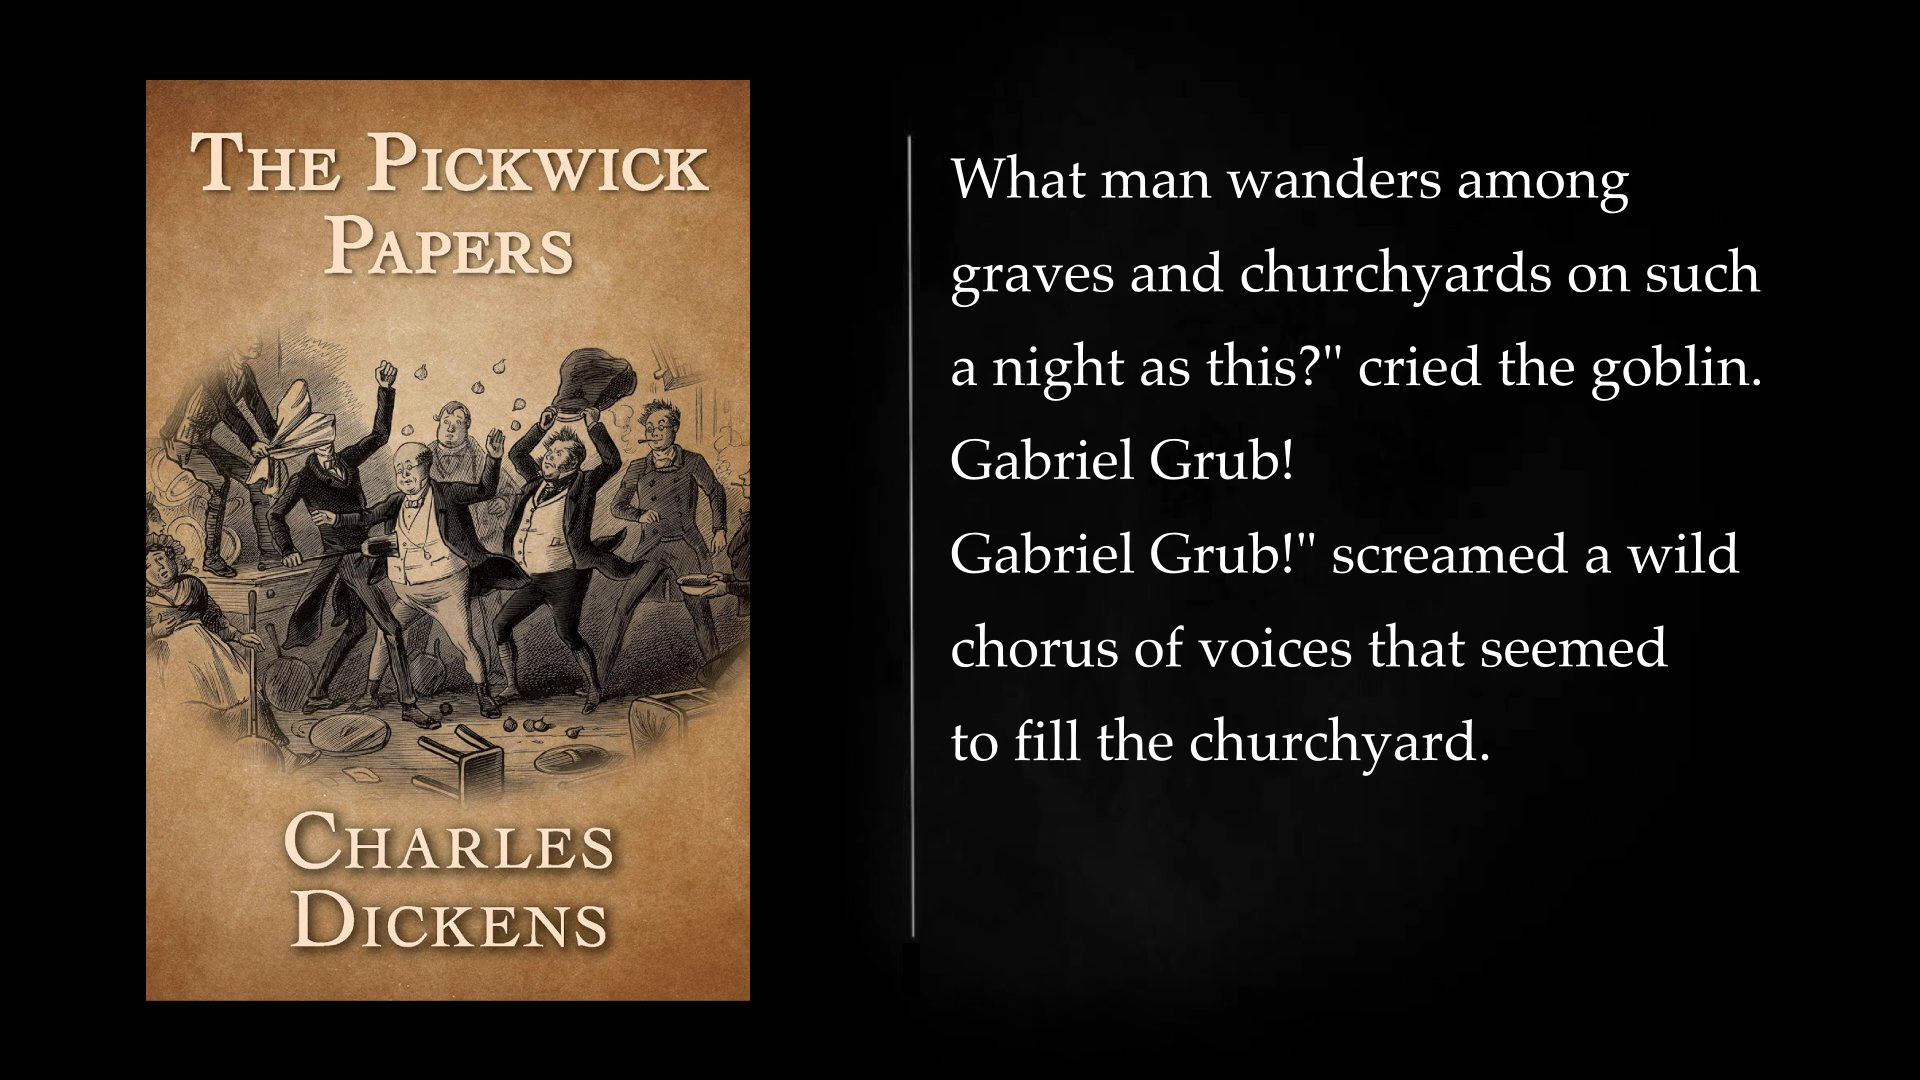 THE PICKWICK
PAPERS
CHARLES
DICKENS
What man wanders among
graves and churchyards on such
a night as this?" cried the goblin.
Gabriel Grub!
Gabriel Grub!" screamed a wild
chorus of voices that seemed
to fill the churchyard.